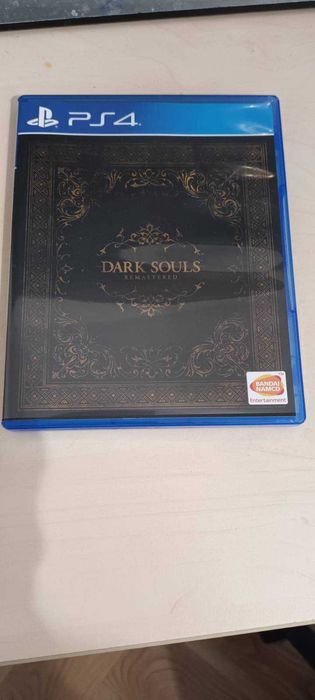 PS4
DARK SOULS
REMASTERED
BANDAI
NAMCO
Entertainment